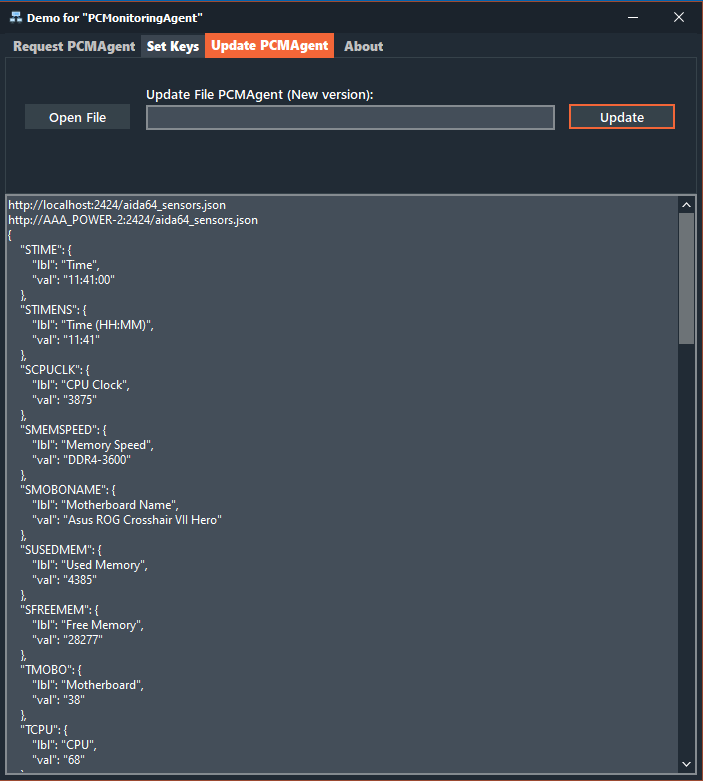 Demo for "PCMonitoringAgent"
Request PCMAgent Set Keys Update PCMAgent About
Update File PCMAgent (New version):
Open File Update
http://localhost:2424/aida64_sensors.json
http://AAA_POWER-2:2424/aida64_sensors.json
{
"STIME": {
"lbl": "Time",
"val": "11:41:00"
},
"STIMENS": {
"lbl": "Time (HH:MM)",
"val": "11:41"
},
"SCPUCLK": {
"lbl": "CPU Clock",
"val": "3875"
},
"SMEMSPEED": {
"lbl": "Memory Speed",
"val": "DDR4-3600"
},
"SMOBONAME": {
"lbl": "Motherboard Name",
"val": "Asus ROG Crosshair VII Hero"
},
"SUSEDMEM": {
"lbl": "Used Memory",
"val": "4385"
},
"SFREEMEM": {
"lbl": "Free Memory",
"val": "28277"
},
"TMOBO": {
"lbl": "Motherboard",
"val": "38"
},
"TCPU": {
"lbl": "CPU",
"val": "68"